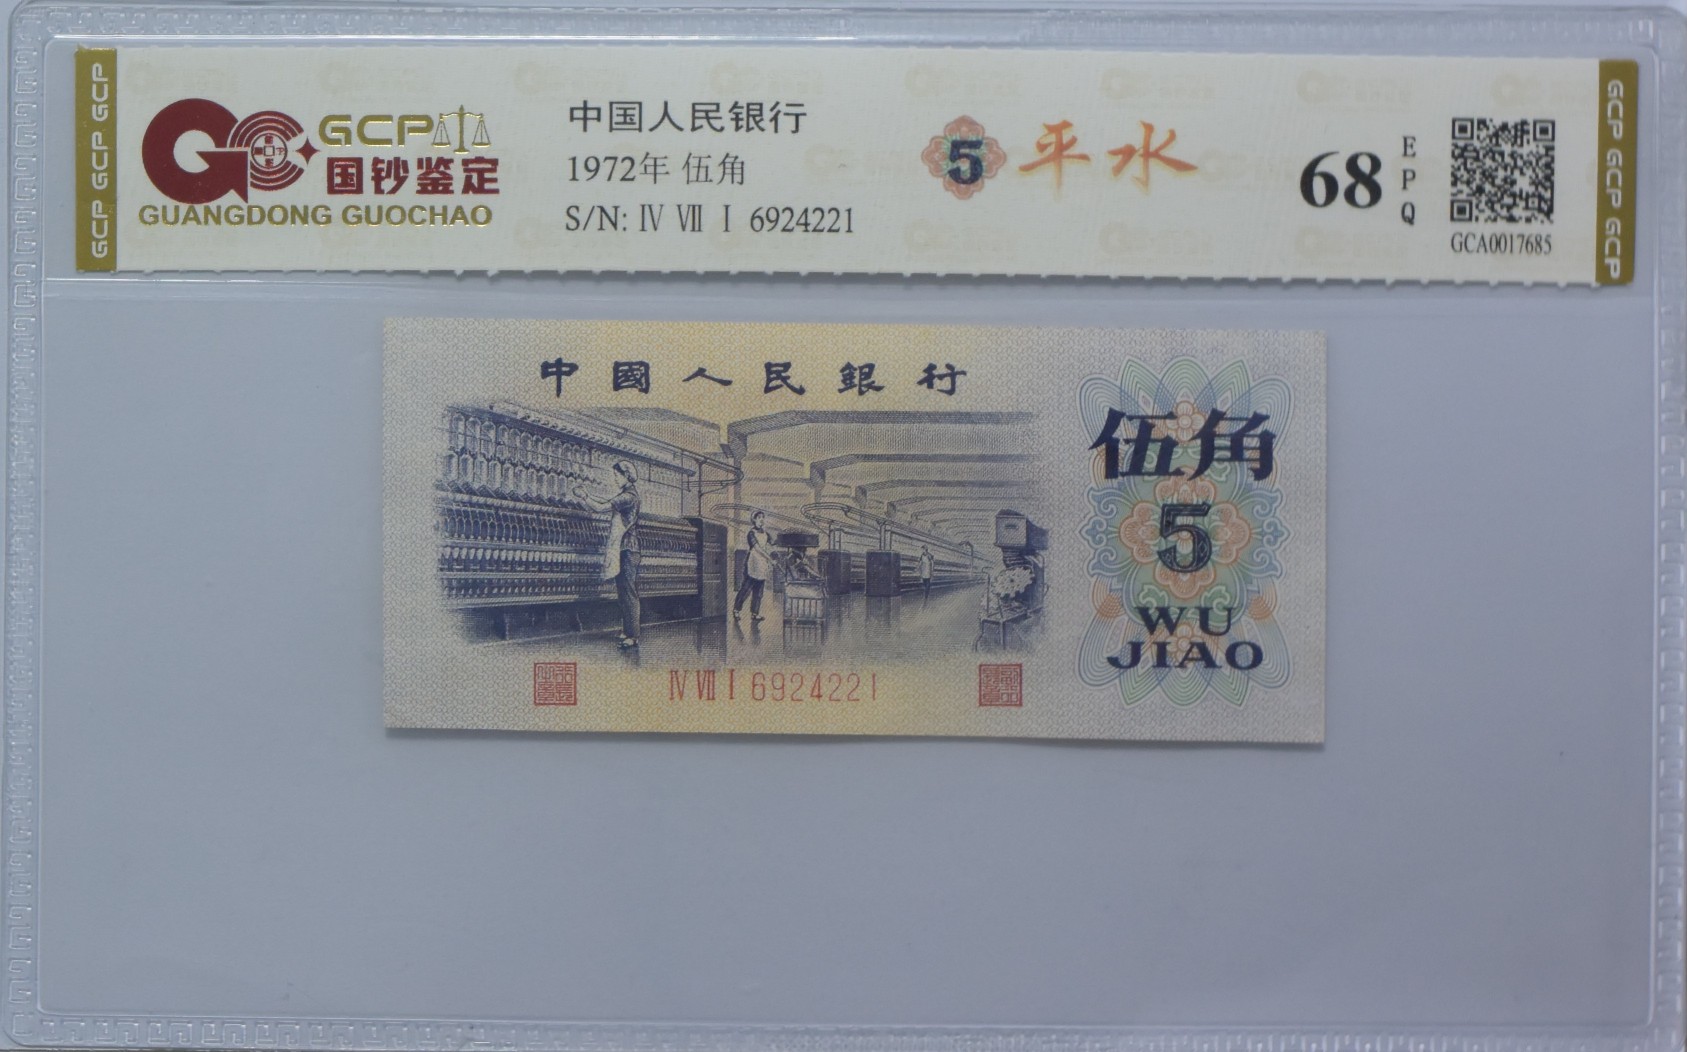 GCP GCP GCP
GCP
国钞鉴定
GUANGDONG GUOCHAO
中国人民银行
1972年 伍角
S/N: Ⅳ Ⅶ Ⅰ 6924221
5 平水
68
EPQ
GCA0017685
GCP GCP GCP
中國人民銀行
伍角
5
WU
JIAO
Ⅳ Ⅶ Ⅰ 6924221